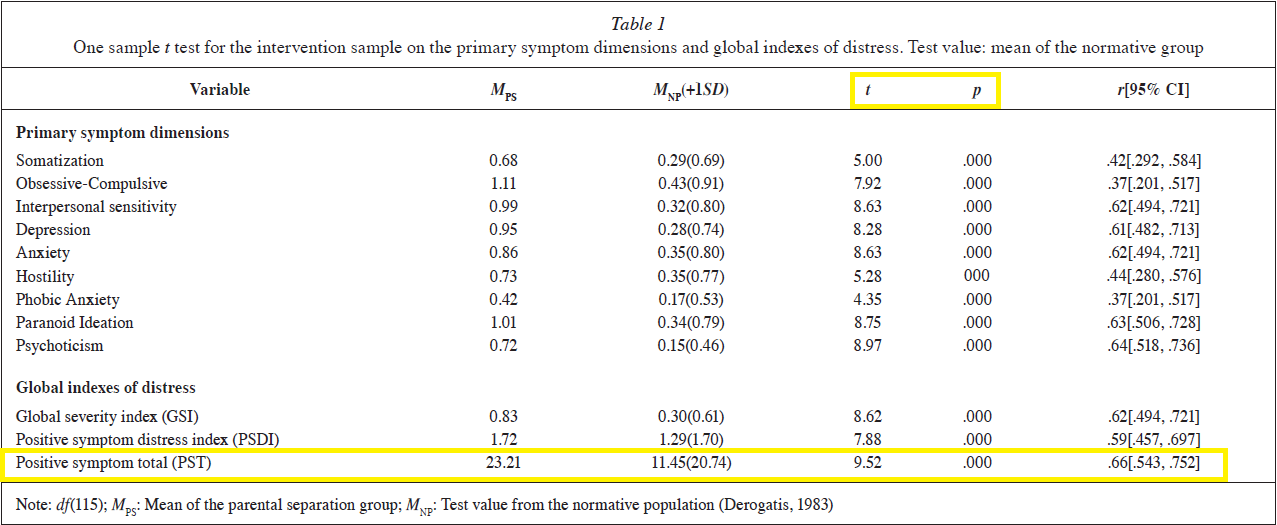 Table 1
One sample t test for the intervention sample on the primary symptom dimensions and global indexes of distress. Test value: mean of the normative group
Variable M_PS M_NP(+1SD) t p r[95% CI]
Primary symptom dimensions
Somatization 0.68 0.29(0.69) 5.00 .000 .42[.292, .584]
Obsessive-Compulsive 1.11 0.43(0.91) 7.92 .000 .37[.201, .517]
Interpersonal sensitivity 0.99 0.32(0.80) 8.63 .000 .62[.494, .721]
Depression 0.95 0.28(0.74) 8.28 .000 .61[.482, .713]
Anxiety 0.86 0.35(0.80) 8.63 .000 .62[.494, .721]
Hostility 0.73 0.35(0.77) 5.28 000 .44[.280, .576]
Phobic Anxiety 0.42 0.17(0.53) 4.35 .000 .37[.201, .517]
Paranoid Ideation 1.01 0.34(0.79) 8.75 .000 .63[.506, .728]
Psychoticism 0.72 0.15(0.46) 8.97 .000 .64[.518, .736]
Global indexes of distress
Global severity index (GSI) 0.83 0.30(0.61) 8.62 .000 .62[.494, .721]
Positive symptom distress index (PSDI) 1.72 1.29(1.70) 7.88 .000 .59[.457, .697]
Positive symptom total (PST) 23.21 11.45(20.74) 9.52 .000 .66[.543, .752]
Note: df(115); M_PS: Mean of the parental separation group; M_NP: Test value from the normative population (Derogatis, 1983)